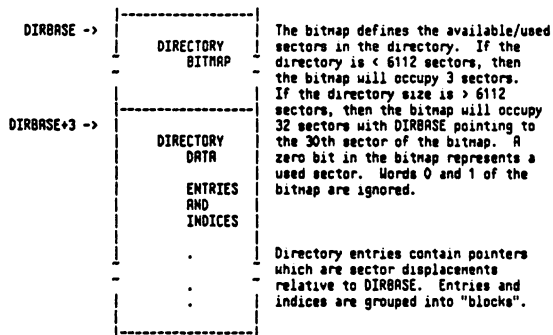 DIRBASE ->
DIRECTORY
BITMAP
DIRBASE+3 ->
DIRECTORY
DATA
ENTRIES
AND
INDICES
.
.
.
The bitmap defines the available/used
sectors in the directory. If the
directory is < 6112 sectors, then
the bitmap will occupy 3 sectors.
If the directory size is > 6112
sectors, then the bitmap will occupy
32 sectors with DIRBASE pointing to
the 30th sector of the bitmap. A
zero bit in the bitmap represents a
used sector. Words 0 and 1 of the
bitmap are ignored.
Directory entries contain pointers
which are sector displacements
relative to DIRBASE. Entries and
indices are grouped into "blocks".